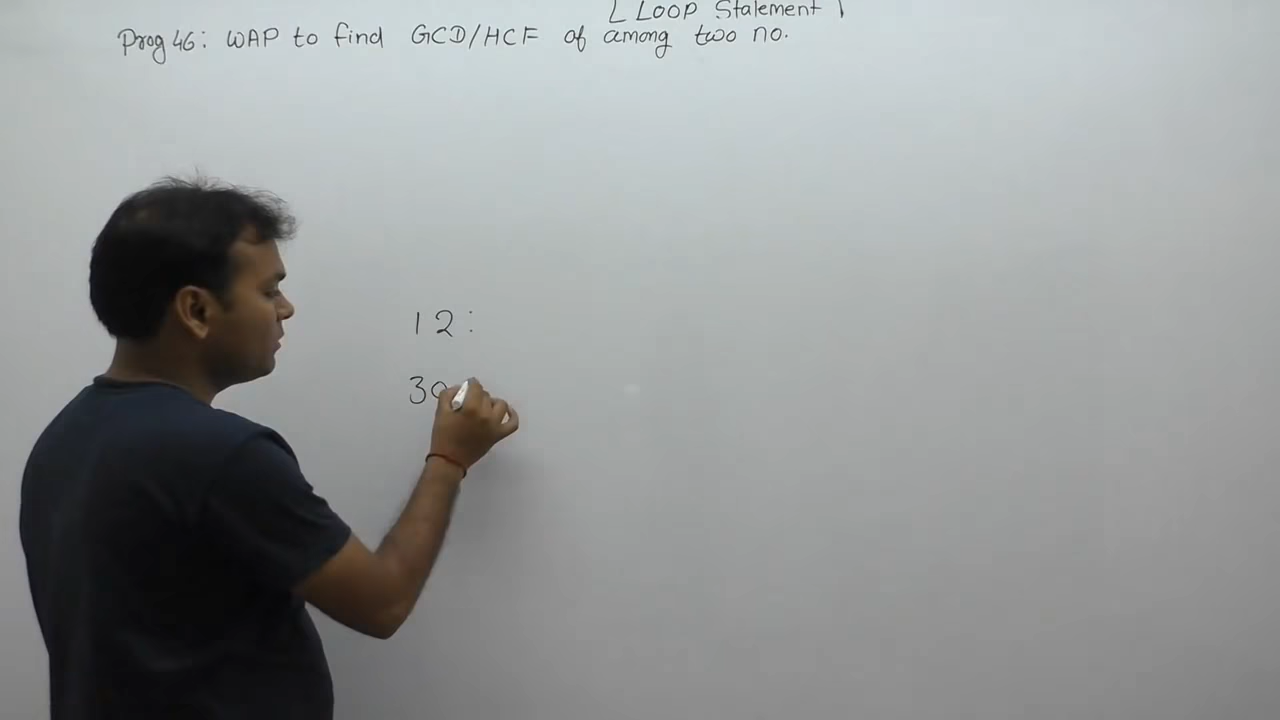 [ LOOP Statement ]
Prog 46: WAP to find GCD/HCF of among two no.
12:
30